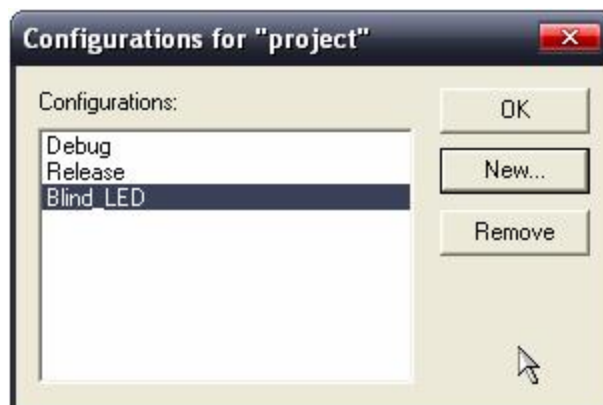 Configurations for "project"
Configurations:
OK
Debug
Release
New...
Blind_LED
Remove